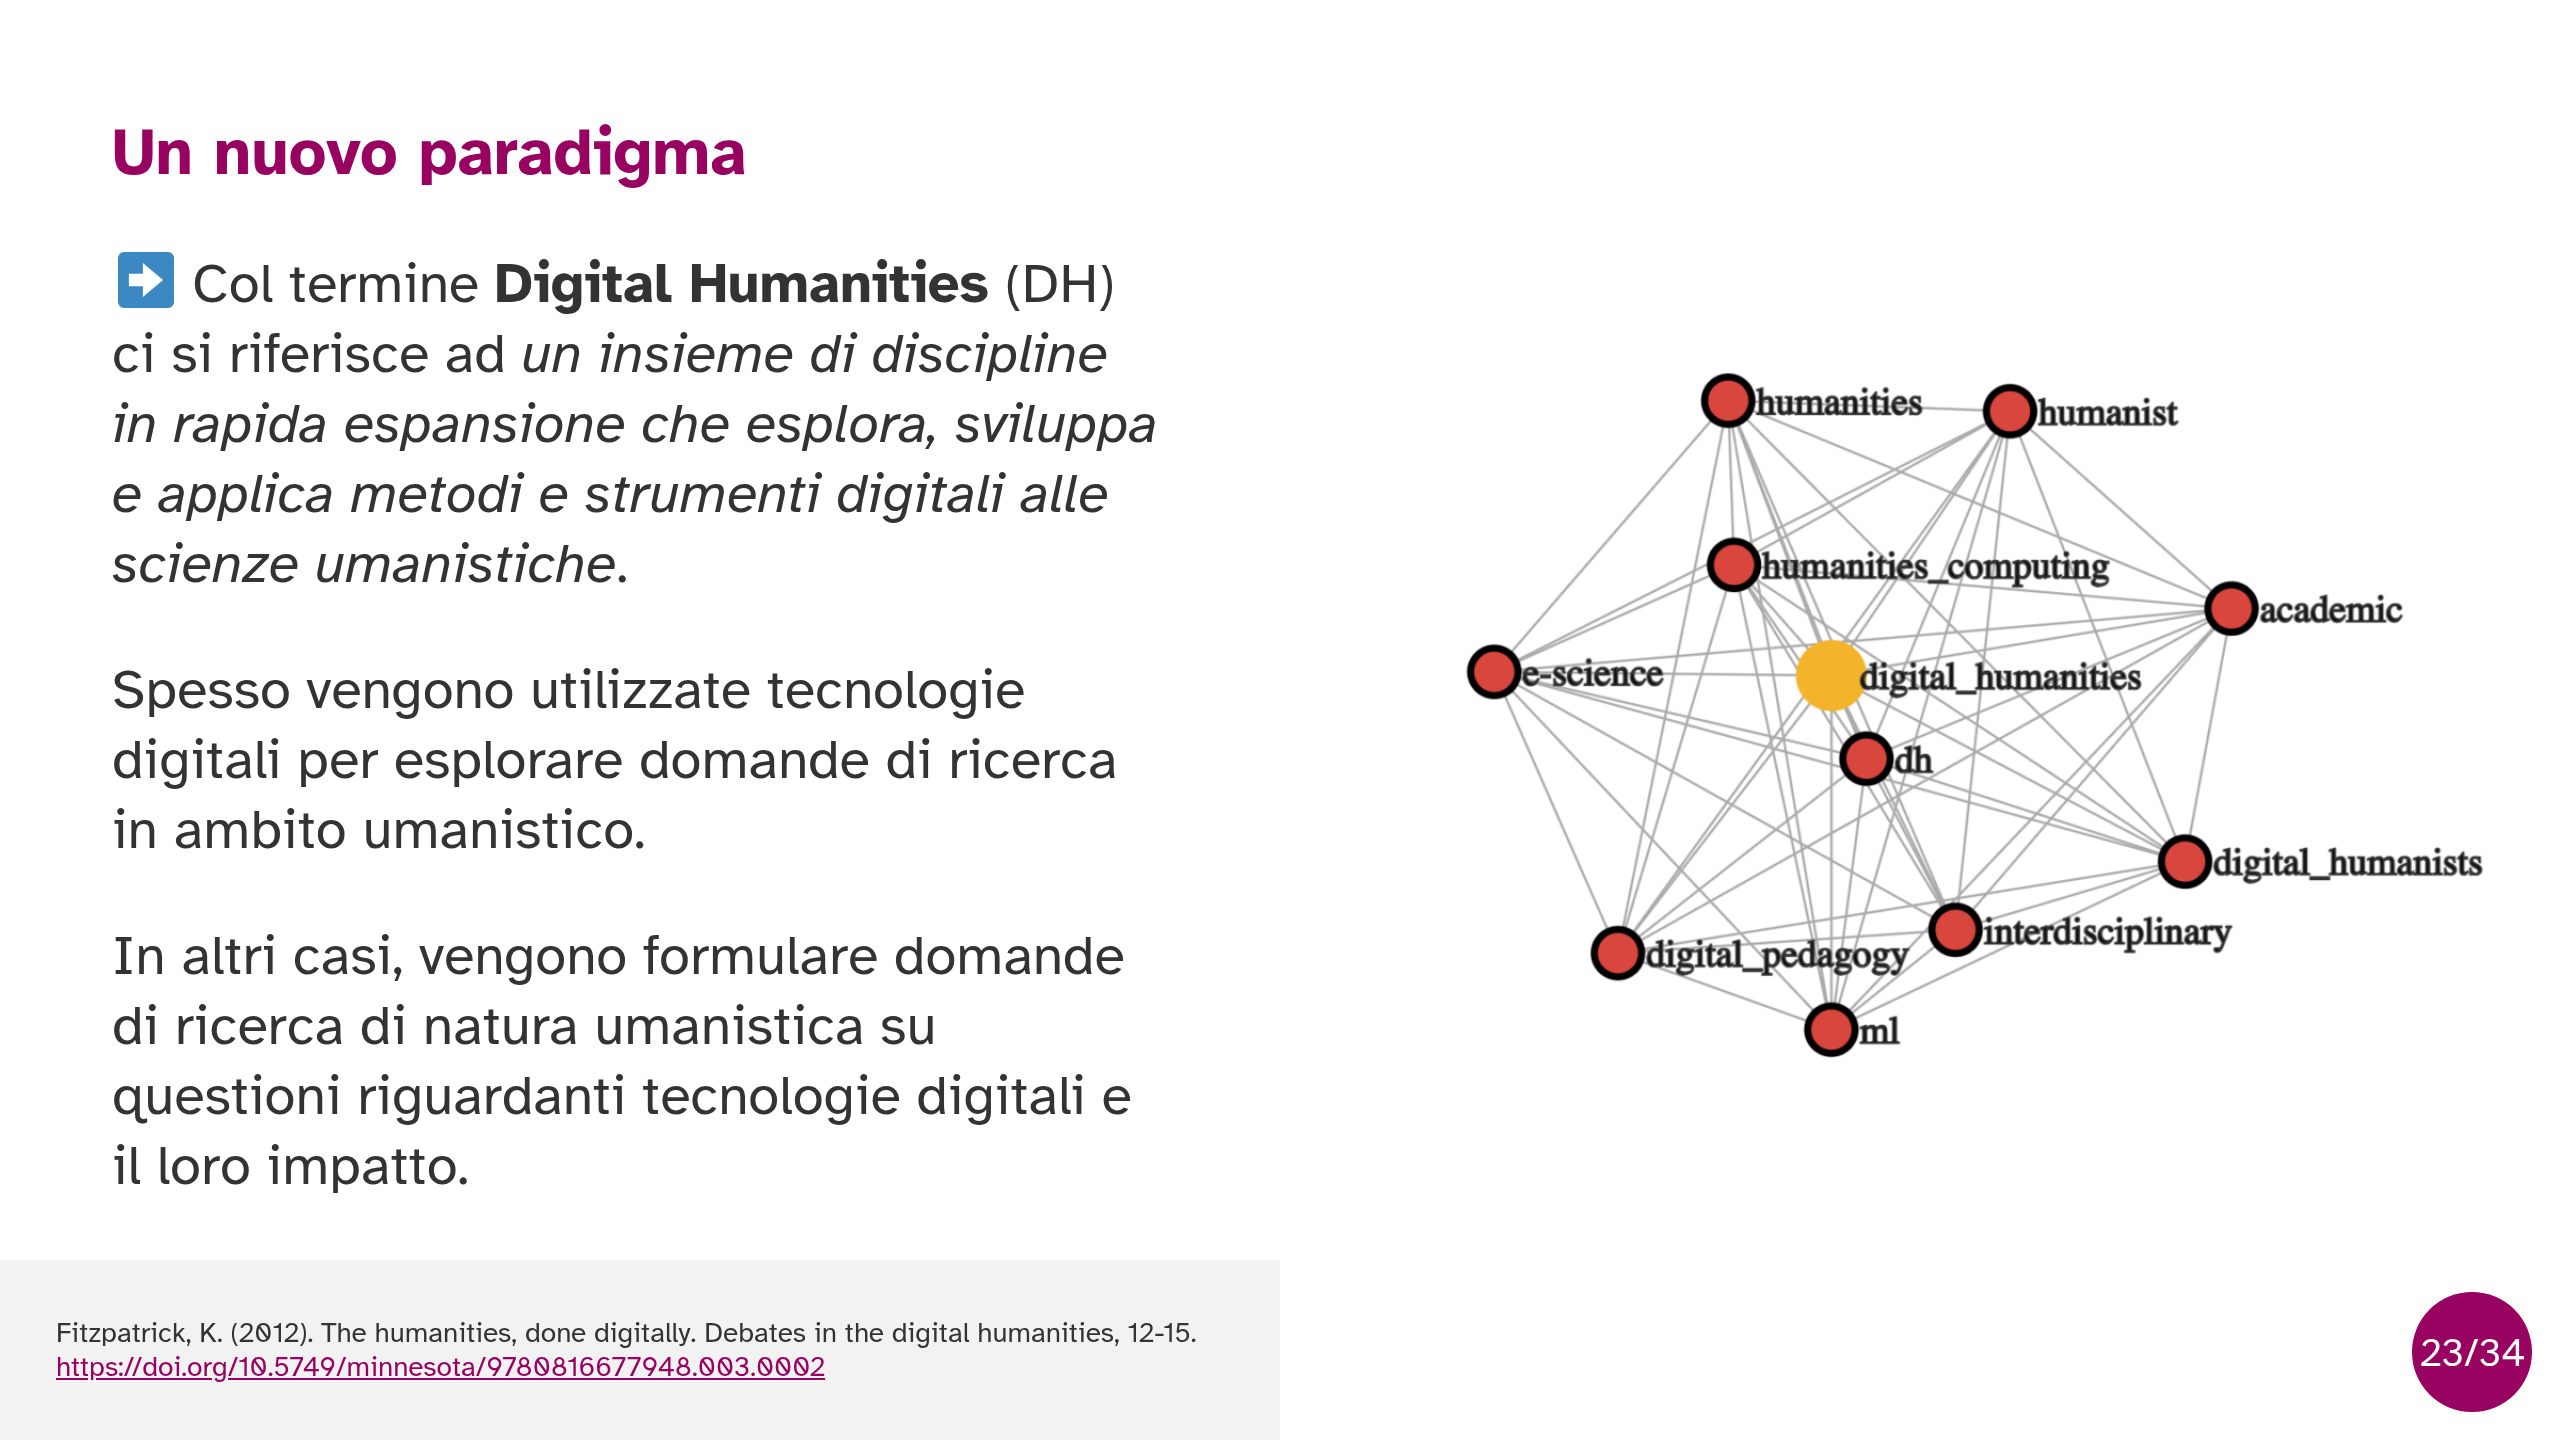 Un nuovo paradigma
➡ Col termine Digital Humanities (DH)
ci si riferisce ad un insieme di discipline
in rapida espansione che esplora, sviluppa
e applica metodi e strumenti digitali alle
scienze umanistiche.
Spesso vengono utilizzate tecnologie
digitali per esplorare domande di ricerca
in ambito umanistico.
In altri casi, vengono formulare domande
di ricerca di natura umanistica su
questioni riguardanti tecnologie digitali e
il loro impatto.
humanities
humanist
humanities_computing
academic
e-science
digital_humanities
dh
digital_humanists
interdisciplinary
digital_pedagogy
ml
Fitzpatrick, K. (2012). The humanities, done digitally. Debates in the digital humanities, 12-15.
https://doi.org/10.5749/minnesota/9780816677948.003.0002
23/34